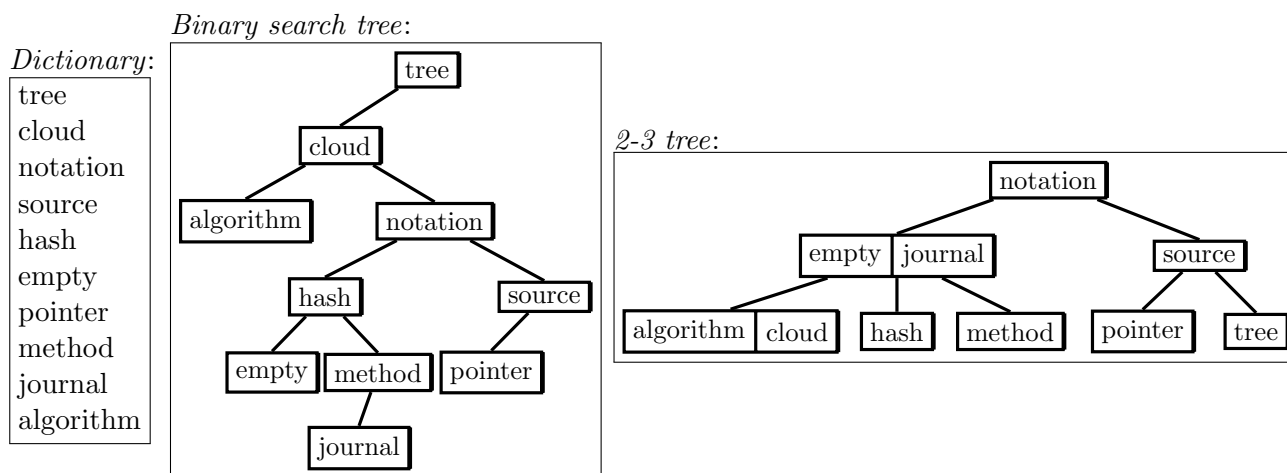 Dictionary:
tree
cloud
notation
source
hash
empty
pointer
method
journal
algorithm
Binary search tree:
tree
cloud
algorithm notation
hash source
empty method pointer
journal
2-3 tree:
notation
empty journal source
algorithm cloud hash method pointer tree